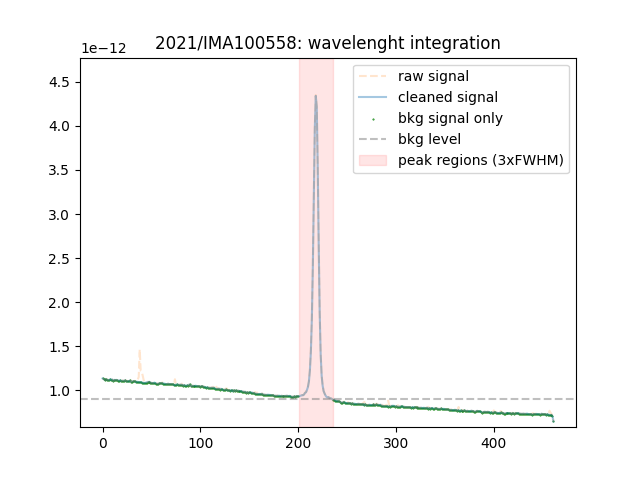 2021/IMA100558: wavelenght integration
1e−12
4.5
4.0
3.5
3.0
2.5
2.0
1.5
1.0
raw signal
cleaned signal
bkg signal only
bkg level
peak regions (3xFWHM)
0 100 200 300 400